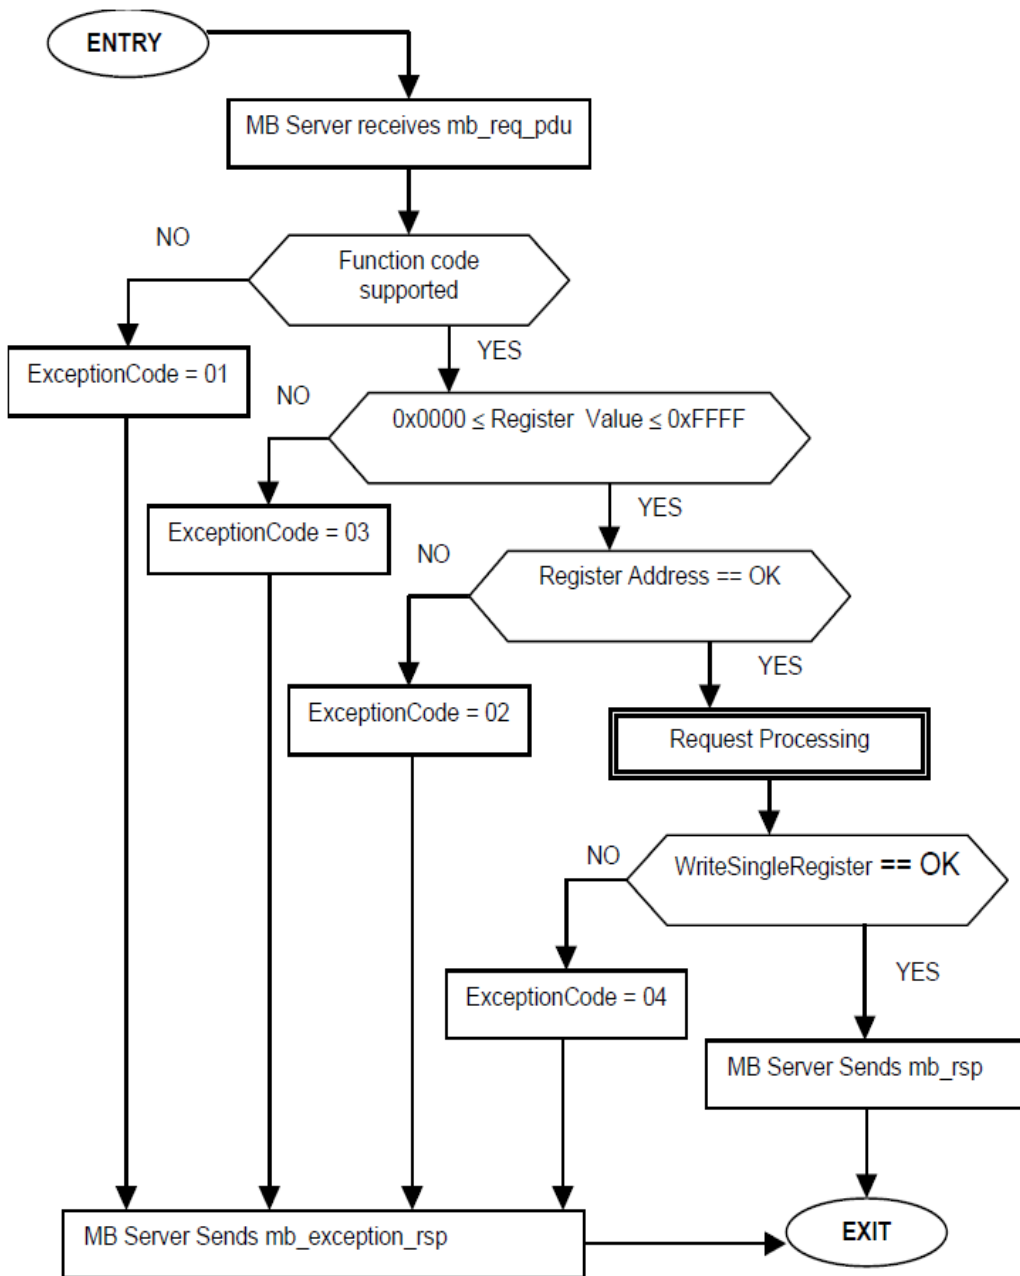 ENTRY
MB Server receives mb_req_pdu
NO
Function code
supported
YES
ExceptionCode = 01
NO
0x0000 ≤ Register Value ≤ 0xFFFF
YES
ExceptionCode = 03
NO
Register Address == OK
YES
ExceptionCode = 02
Request Processing
NO
WriteSingleRegister == OK
YES
ExceptionCode = 04
MB Server Sends mb_rsp
MB Server Sends mb_exception_rsp
EXIT